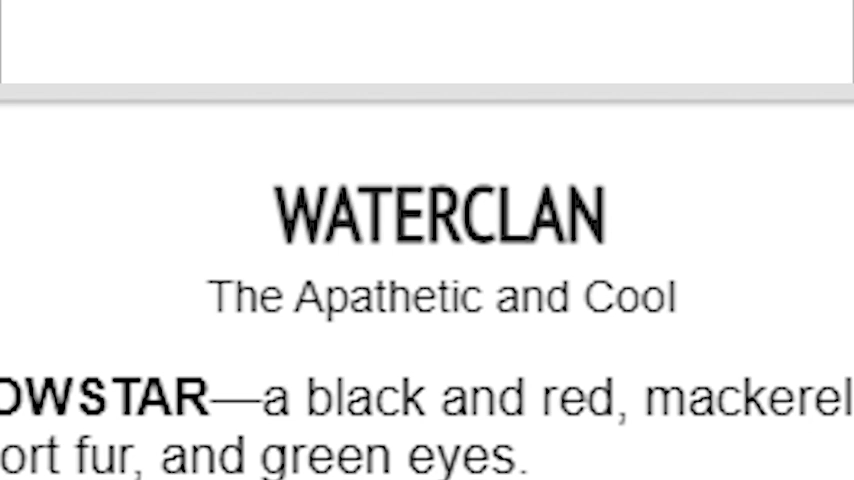 WATERCLAN
The Apathetic and Cool
OWSTAR—a black and red, mackerel
ort fur, and green eyes.